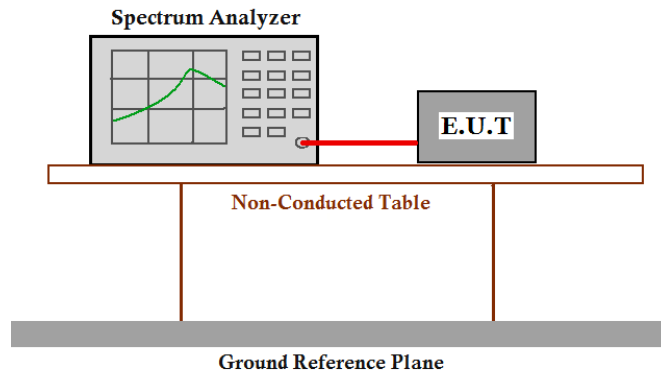 Spectrum Analyzer
E.U.T
Non-Conducted Table
Ground Reference Plane